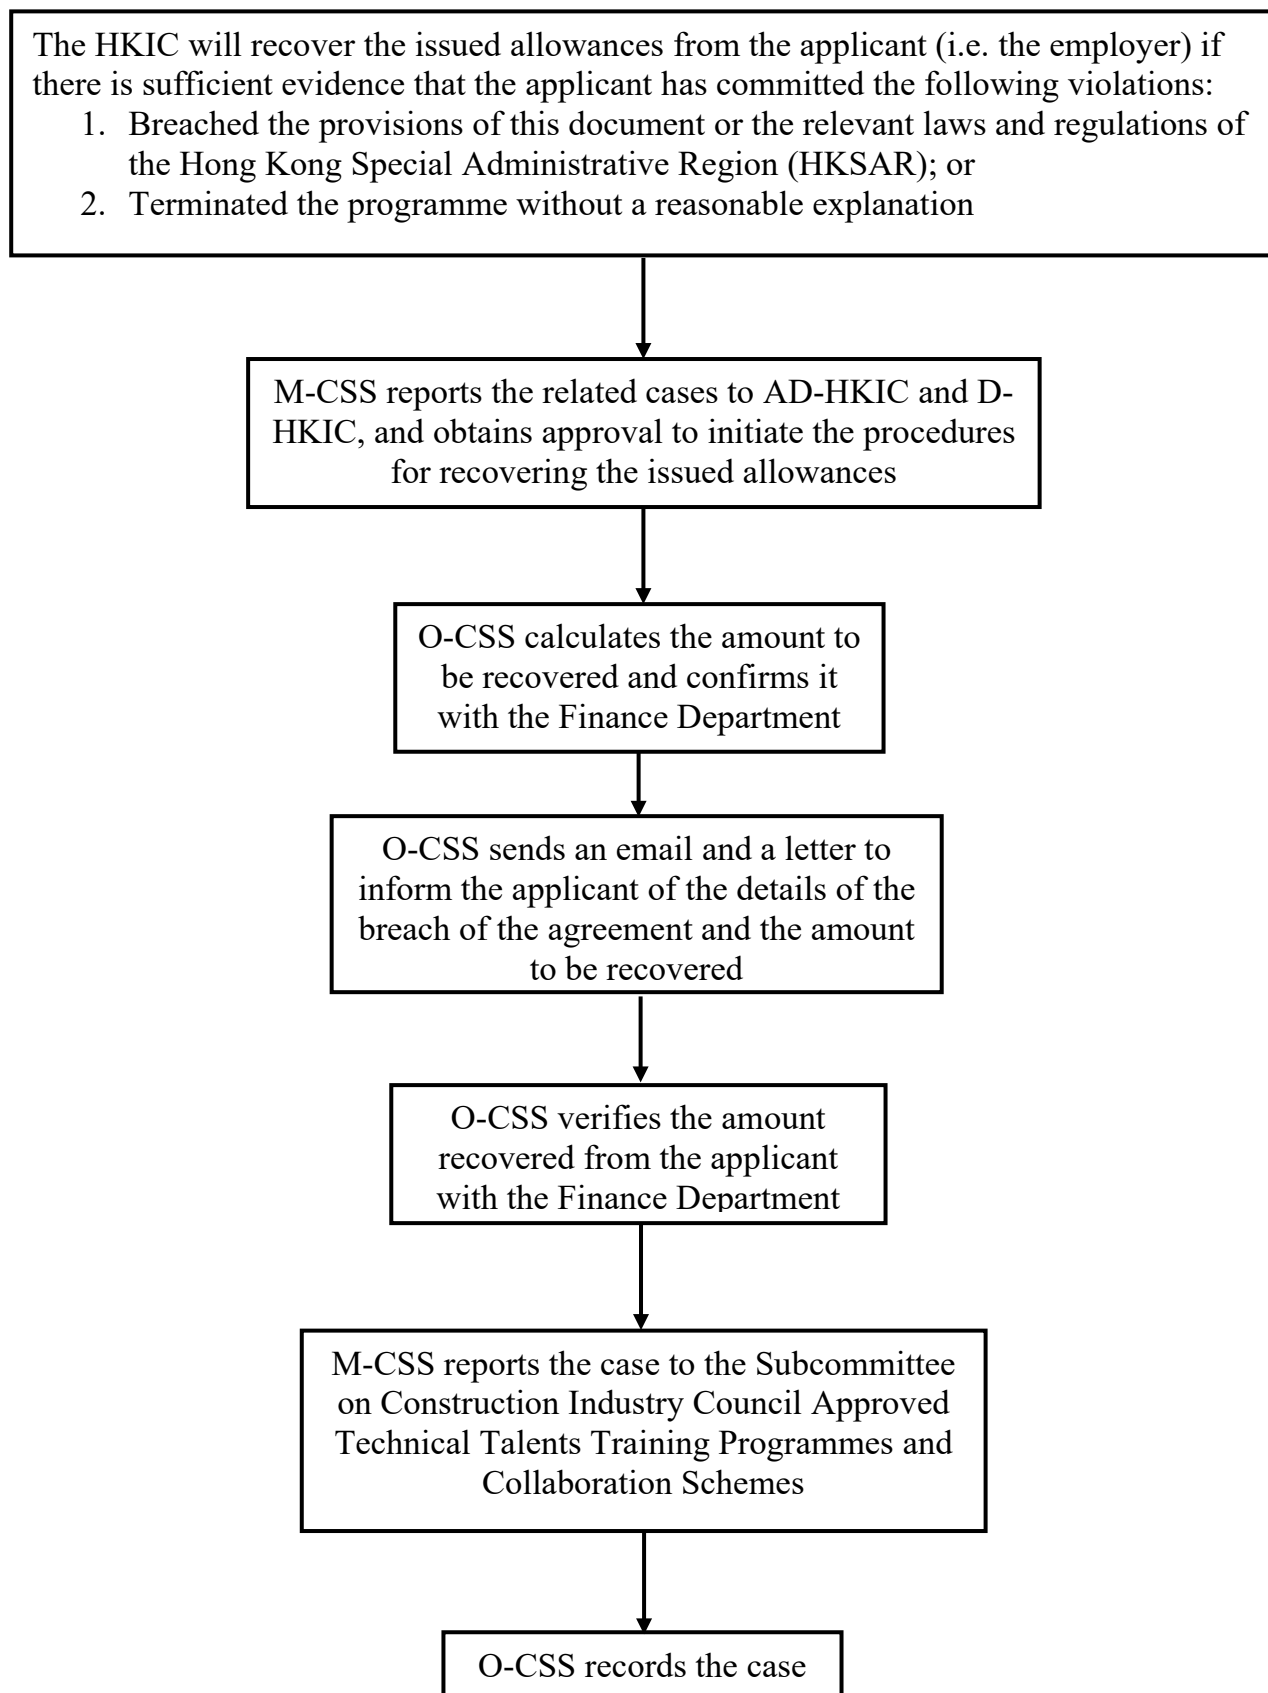 The HKIC will recover the issued allowances from the applicant (i.e. the employer) if
there is sufficient evidence that the applicant has committed the following violations:
1. Breached the provisions of this document or the relevant laws and regulations of
the Hong Kong Special Administrative Region (HKSAR); or
2. Terminated the programme without a reasonable explanation
M-CSS reports the related cases to AD-HKIC and D-
HKIC, and obtains approval to initiate the procedures
for recovering the issued allowances
O-CSS calculates the amount to
be recovered and confirms it
with the Finance Department
O-CSS sends an email and a letter to
inform the applicant of the details of the
breach of the agreement and the amount
to be recovered
O-CSS verifies the amount
recovered from the applicant
with the Finance Department
M-CSS reports the case to the Subcommittee
on Construction Industry Council Approved
Technical Talents Training Programmes and
Collaboration Schemes
O-CSS records the case